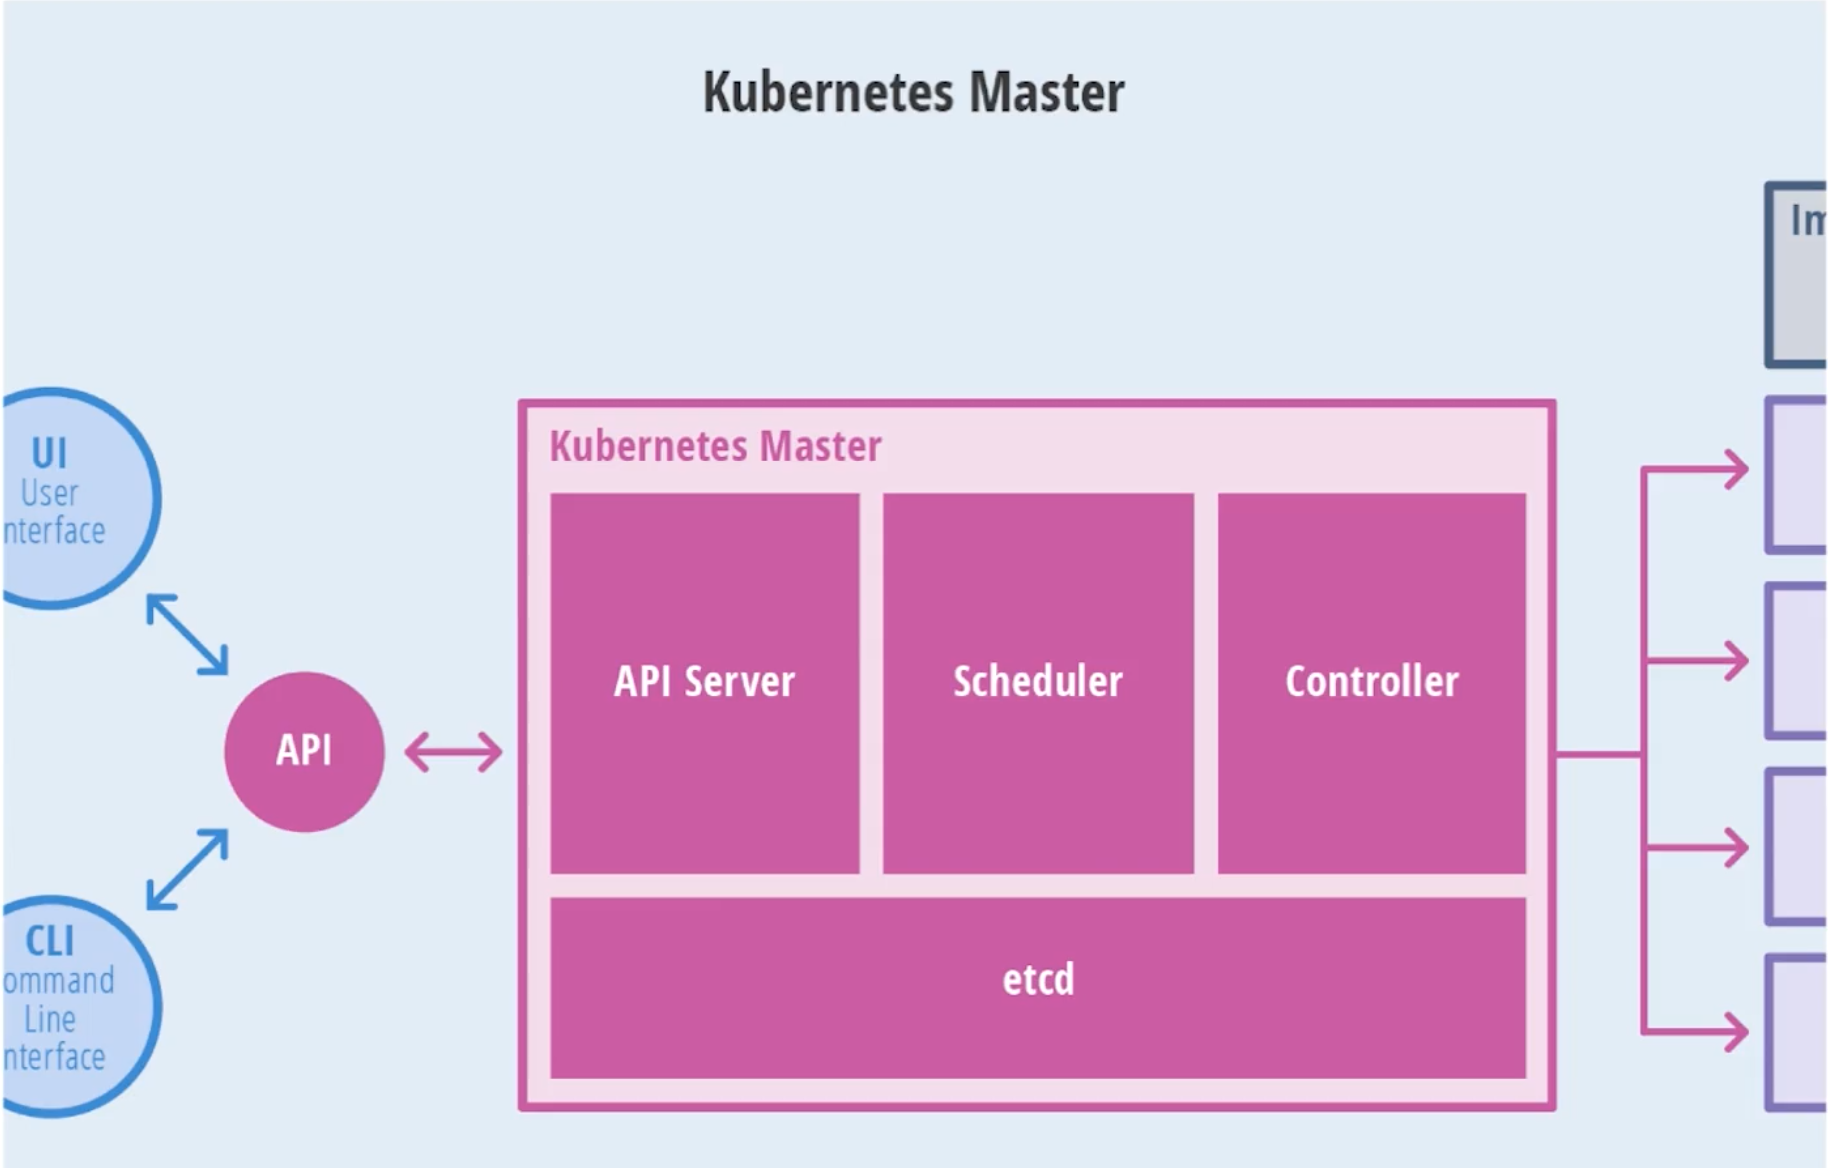 Kubernetes Master
Im
UI
User
nterface
API
CLI
ommand
Line
nterface
Kubernetes Master
API Server
Scheduler
Controller
etcd